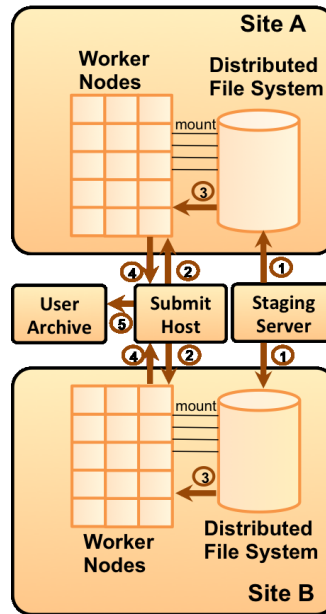 Site A
Worker
Nodes
Distributed
File System
mount
3
4
2
1
User
Archive
5
Submit
Host
Staging
Server
4
2
1
mount
3
Worker
Nodes
Distributed
File System
Site B